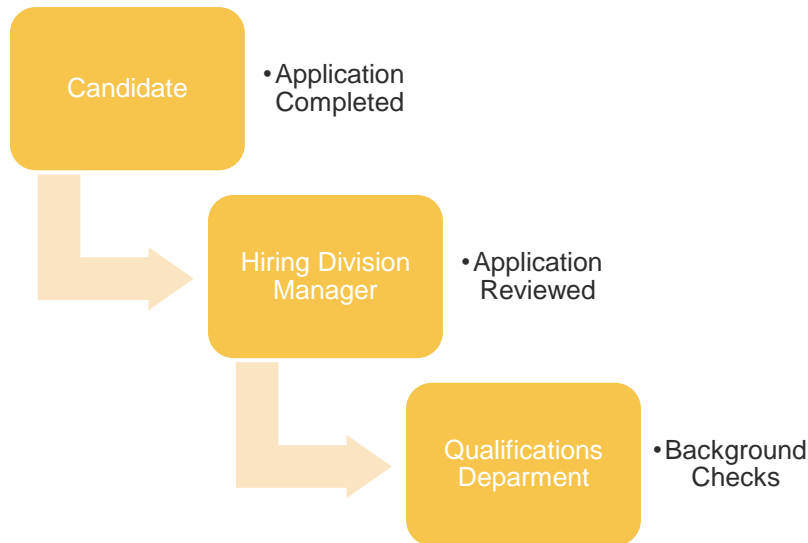 Candidate
•Application
Completed
Hiring Division
Manager
•Application
Reviewed
Qualifications
Deparment
•Background
Checks